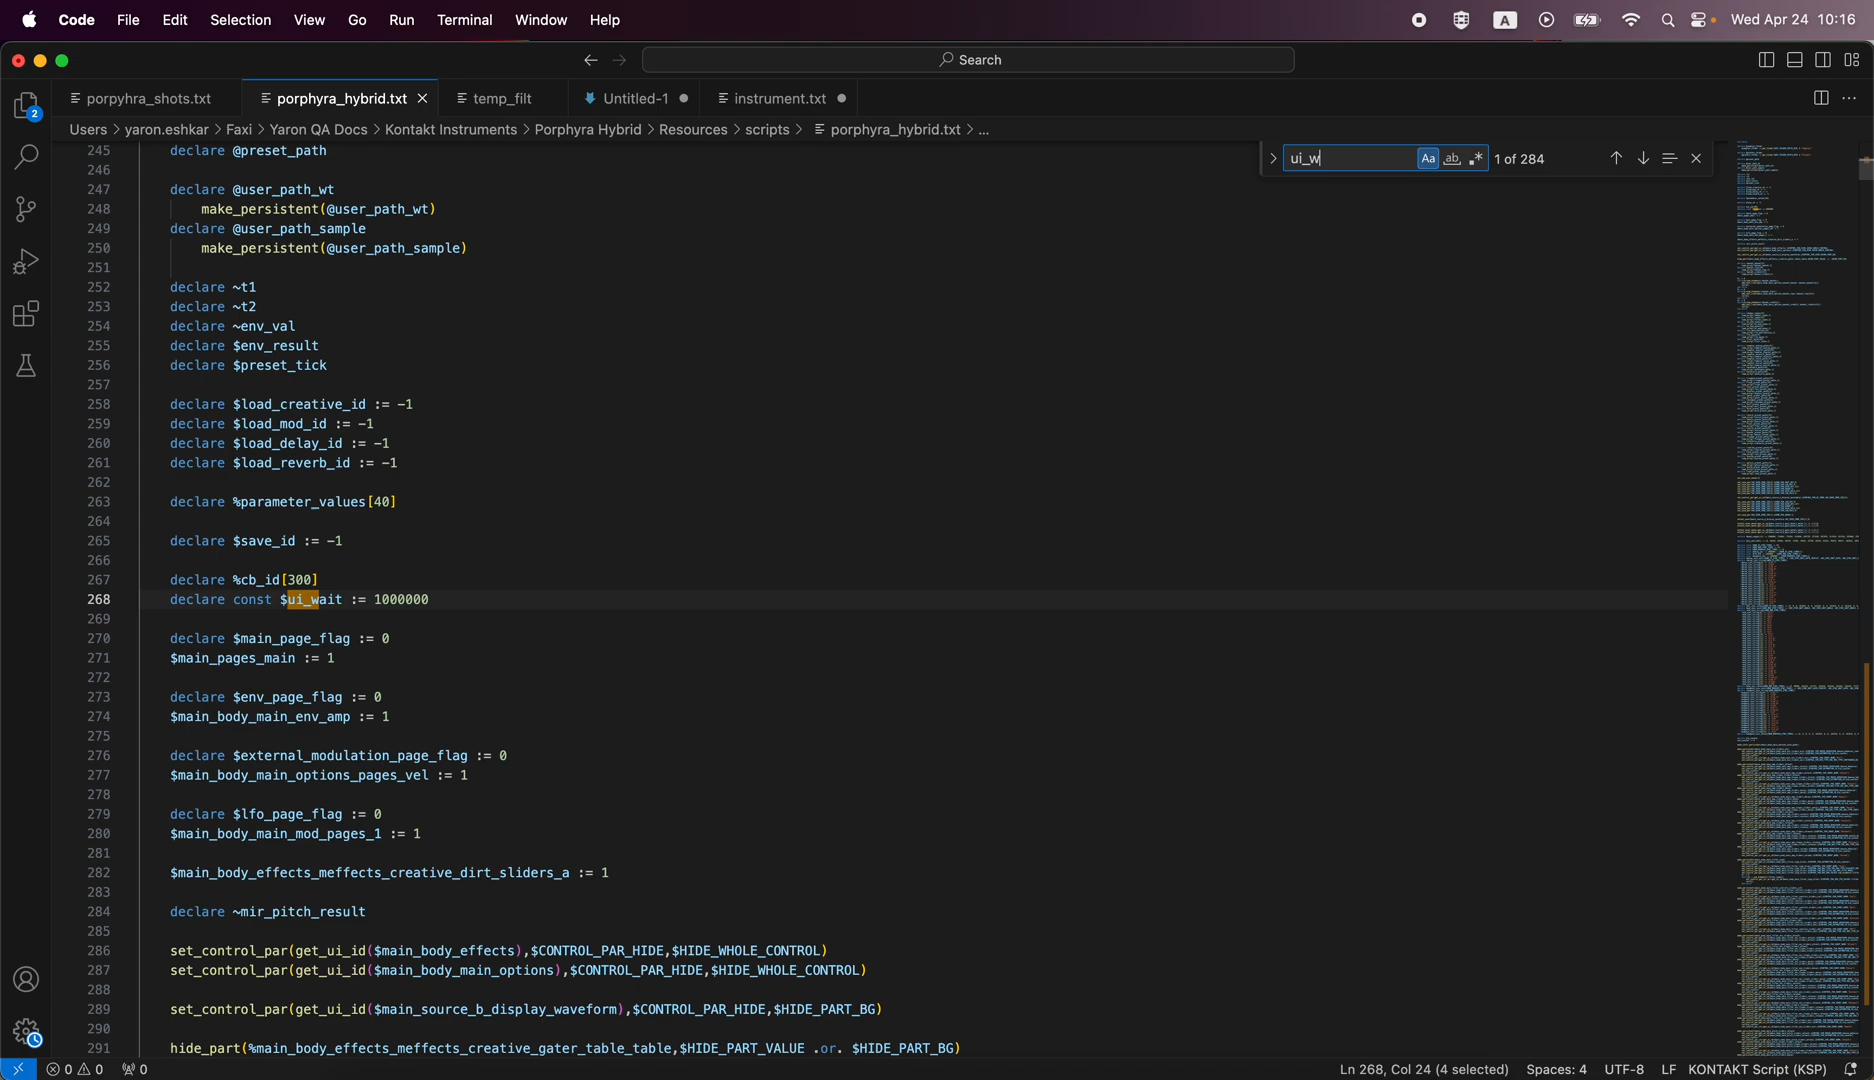 Code File Edit Selection View Go Run Terminal Window Help A Wed Apr 24 10:16
Search
porpyhra_shots.txt porphyra_hybrid.txt temp_filt Untitled-1 instrument.txt
Users > yaron.eshkar > Faxi > Yaron QA Docs > Kontakt Instruments > Porphyra Hybrid > Resources > scripts > porphyra_hybrid.txt > ...
2
ui_w Aa ab 1 of 284
245 declare @preset_path
246
247 declare @user_path_wt
248 make_persistent(@user_path_wt)
249 declare @user_path_sample
250 make_persistent(@user_path_sample)
251
252 declare ~t1
253 declare ~t2
254 declare ~env_val
255 declare $env_result
256 declare $preset_tick
257
258 declare $load_creative_id := -1
259 declare $load_mod_id := -1
260 declare $load_delay_id := -1
261 declare $load_reverb_id := -1
262
263 declare %parameter_values[40]
264
265 declare $save_id := -1
266
267 declare %cb_id[300]
268 declare const $ui_wait := 1000000
269
270 declare $main_page_flag := 0
271 $main_pages_main := 1
272
273 declare $env_page_flag := 0
274 $main_body_main_env_amp := 1
275
276 declare $external_modulation_page_flag := 0
277 $main_body_main_options_pages_vel := 1
278
279 declare $lfo_page_flag := 0
280 $main_body_main_mod_pages_1 := 1
281
282 $main_body_effects_meffects_creative_dirt_sliders_a := 1
283
284 declare ~mir_pitch_result
285
286 set_control_par(get_ui_id($main_body_effects),$CONTROL_PAR_HIDE,$HIDE_WHOLE_CONTROL)
287 set_control_par(get_ui_id($main_body_main_options),$CONTROL_PAR_HIDE,$HIDE_WHOLE_CONTROL)
288
289 set_control_par(get_ui_id($main_source_b_display_waveform),$CONTROL_PAR_HIDE,$HIDE_PART_BG)
290
291 hide_part(%main_body_effects_meffects_creative_gater_table_table,$HIDE_PART_VALUE .or. $HIDE_PART_BG)
0 0 0 Ln 268, Col 24 (4 selected) Spaces: 4 UTF-8 LF KONTAKT Script (KSP)